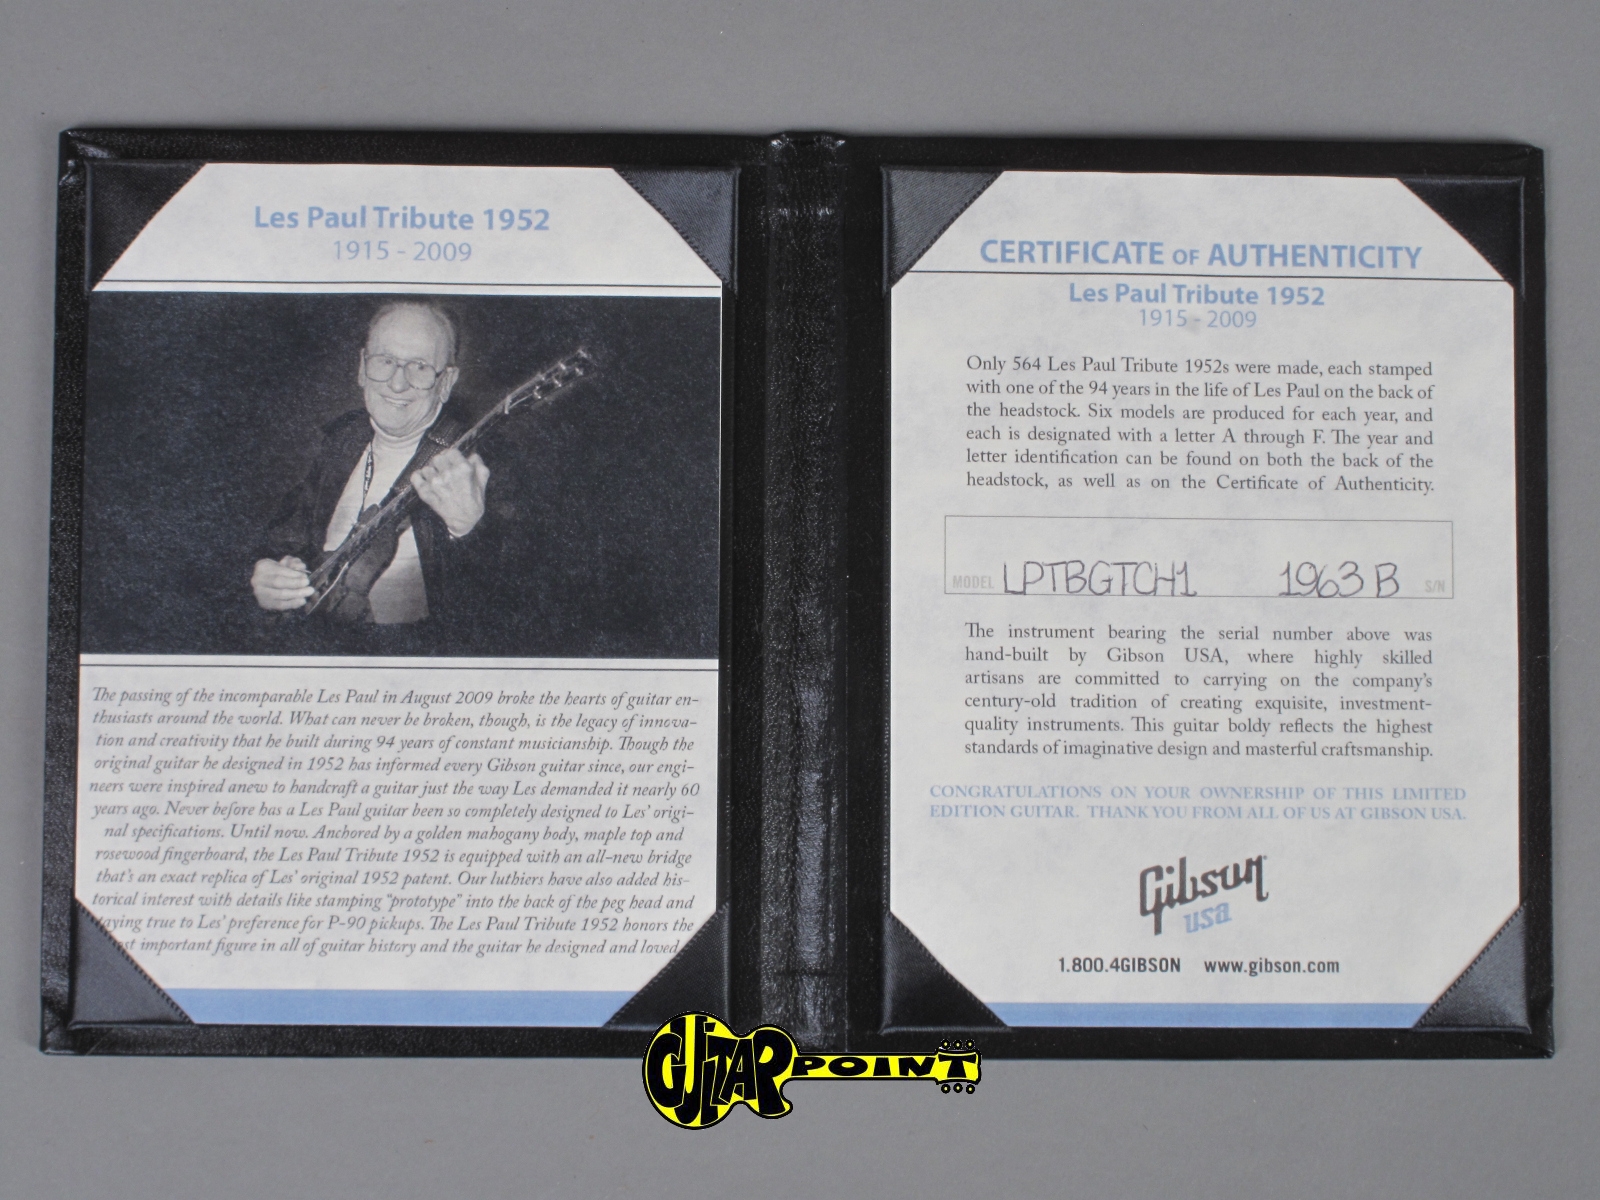 Les Paul Tribute 1952
1915 - 2009
The passing of the incomparable Les Paul in August 2009 broke the hearts of guitar en-
thusiasts around the world. What can never be broken, though, is the legacy of innova-
tion and creativity that he built during 94 years of constant musicianship. Though the
original guitar he designed in 1952 has informed every Gibson guitar since, our engi-
neers were inspired anew to handcraft a guitar just the way Les demanded it nearly 60
years ago. Never before has a Les Paul guitar been so completely designed to Les' origi-
nal specifications. Until now. Anchored by a golden mahogany body, maple top and
rosewood fingerboard, the Les Paul Tribute 1952 is equipped with an all-new bridge
that's an exact replica of Les' original 1952 patent. Our luthiers have also added his-
torical interest with details like stamping "prototype" into the back of the peg head and
taying true to Les' preference for P-90 pickups. The Les Paul Tribute 1952 honors the
st important figure in all of guitar history and the guitar he designed and loved
CERTIFICATE OF AUTHENTICITY
Les Paul Tribute 1952
1915 - 2009
Only 564 Les Paul Tribute 1952s were made, each stamped
with one of the 94 years in the life of Les Paul on the back of
the headstock. Six models are produced for each year, and
each is designated with a letter A through F. The year and
letter identification can be found on both the back of the
headstock, as well as on the Certificate of Authenticity.
MODEL LPTBGTCH1 1963 B S/N
The instrument bearing the serial number above was
hand-built by Gibson USA, where highly skilled
artisans are committed to carrying on the company's
century-old tradition of creating exquisite, investment-
quality instruments. This guitar boldy reflects the highest
standards of imaginative design and masterful craftsmanship.
CONGRATULATIONS ON YOUR OWNERSHIP OF THIS LIMITED
EDITION GUITAR. THANK YOU FROM ALL OF US AT GIBSON USA.
Gibson
usa
1.800.4GIBSON www.gibson.com
GUITAR POINT